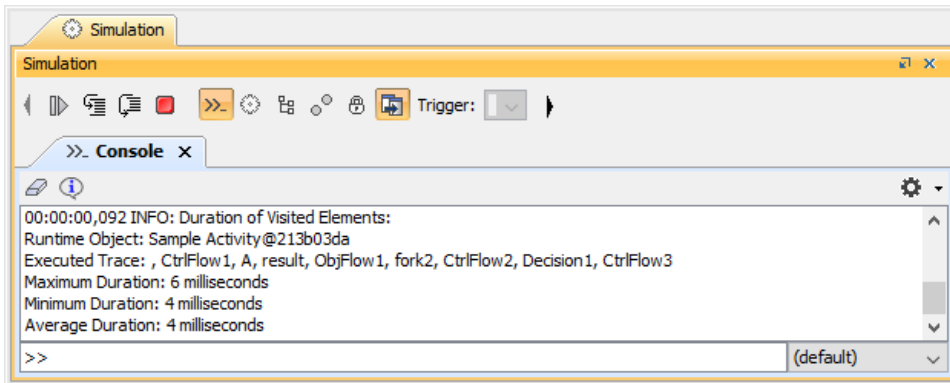 Simulation
Simulation
Trigger:
Console
00:00:00,092 INFO: Duration of Visited Elements:
Runtime Object: Sample Activity@213b03da
Executed Trace: , CtrlFlow1, A, result, ObjFlow1, fork2, CtrlFlow2, Decision1, CtrlFlow3
Maximum Duration: 6 milliseconds
Minimum Duration: 4 milliseconds
Average Duration: 4 milliseconds
>> (default)